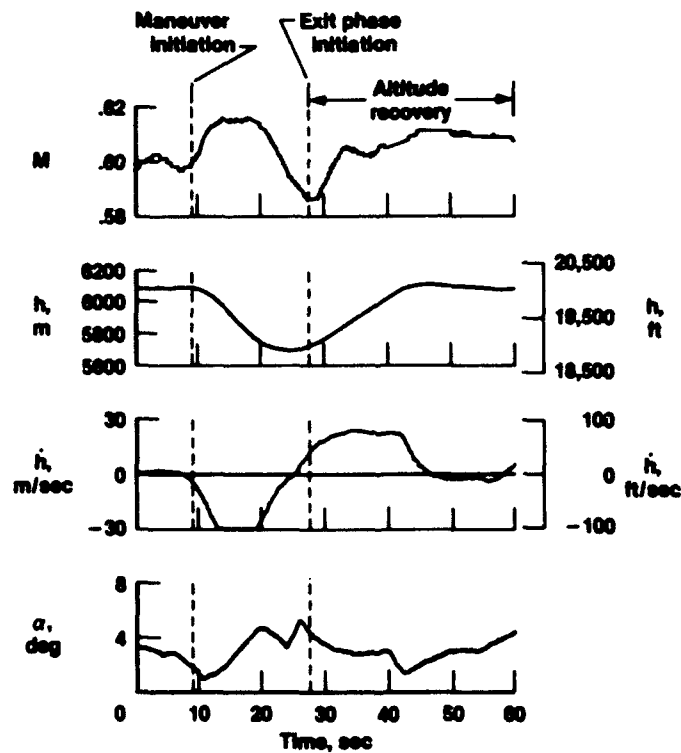 Maneuver
initiation
Exit phase
initiation
Altitude
recovery
.62
M
.60
.58
6200
h,
m
6000
5800
5600
20,500
19,500
h,
ft
18,500
30
ḣ,
m/sec
0
−30
100
0
ḣ,
ft/sec
−100
8
α,
deg
4
0 10 20 30 40 50 60
Time, sec